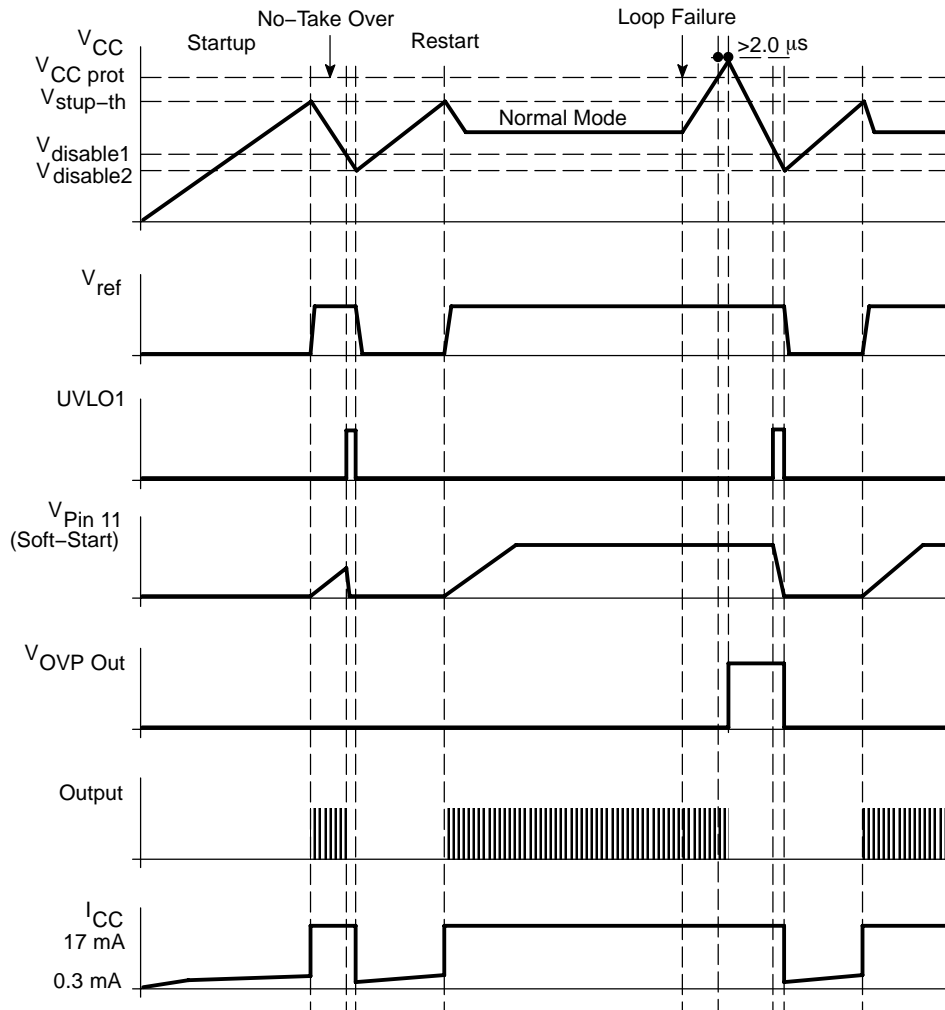 No−Take Over
Loop Failure
VCC
Startup
Restart
>2.0 μs
VCC prot
Vstup−th
Normal Mode
Vdisable1
Vdisable2
Vref
UVLO1
VPin 11
(Soft−Start)
VOVP Out
Output
ICC
17 mA
0.3 mA